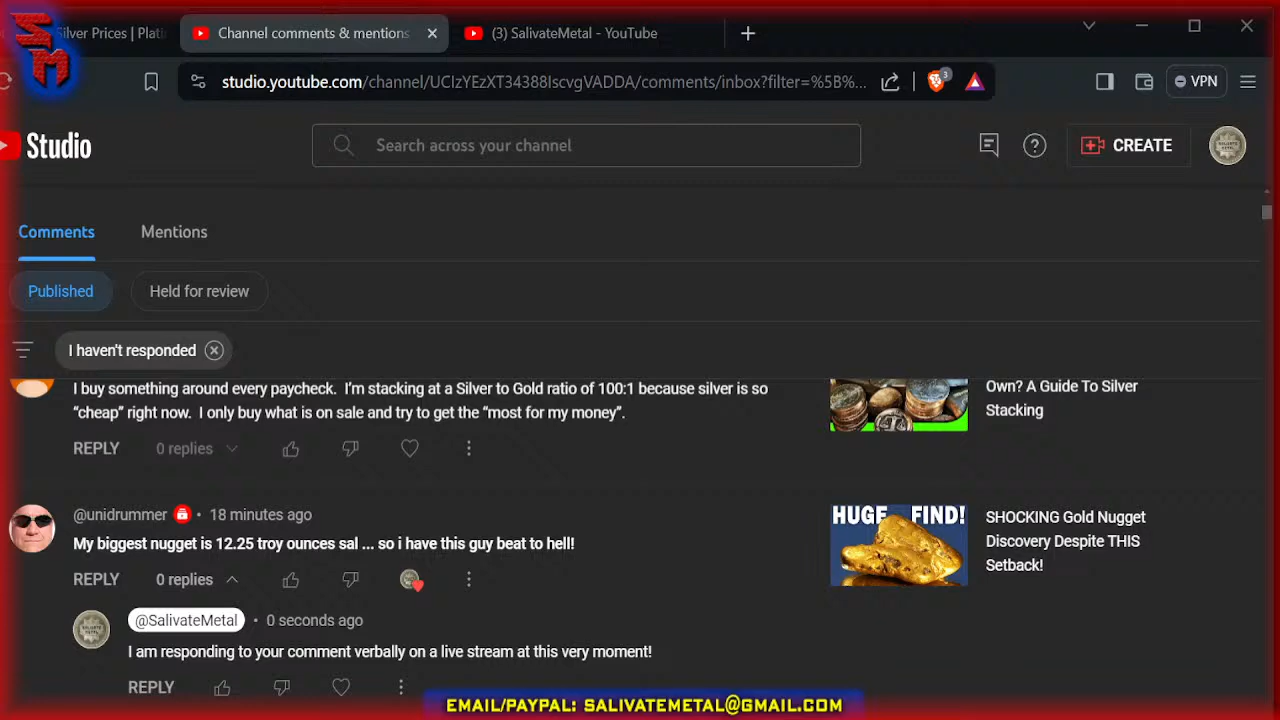 SM
Silver Prices | Plati
Channel comments & mentions
(3) SalivateMetal - YouTube
studio.youtube.com/channel/UCIzYEzXT34388IscvgVADDA/comments/inbox?filter=%5B%...
3
VPN
Studio
Search across your channel
CREATE
Comments
Mentions
Published
Held for review
I haven't responded
I buy something around every paycheck. I'm stacking at a Silver to Gold ratio of 100:1 because silver is so
“cheap” right now. I only buy what is on sale and try to get the “most for my money”.
Own? A Guide To Silver
Stacking
REPLY 0 replies
@unidrummer • 18 minutes ago
My biggest nugget is 12.25 troy ounces sal ... so i have this guy beat to hell!
HUGE FIND!
SHOCKING Gold Nugget
Discovery Despite THIS
Setback!
REPLY 0 replies
@SalivateMetal • 0 seconds ago
I am responding to your comment verbally on a live stream at this very moment!
REPLY
EMAIL/PAYPAL: SALIVATEMETAL@GMAIL.COM